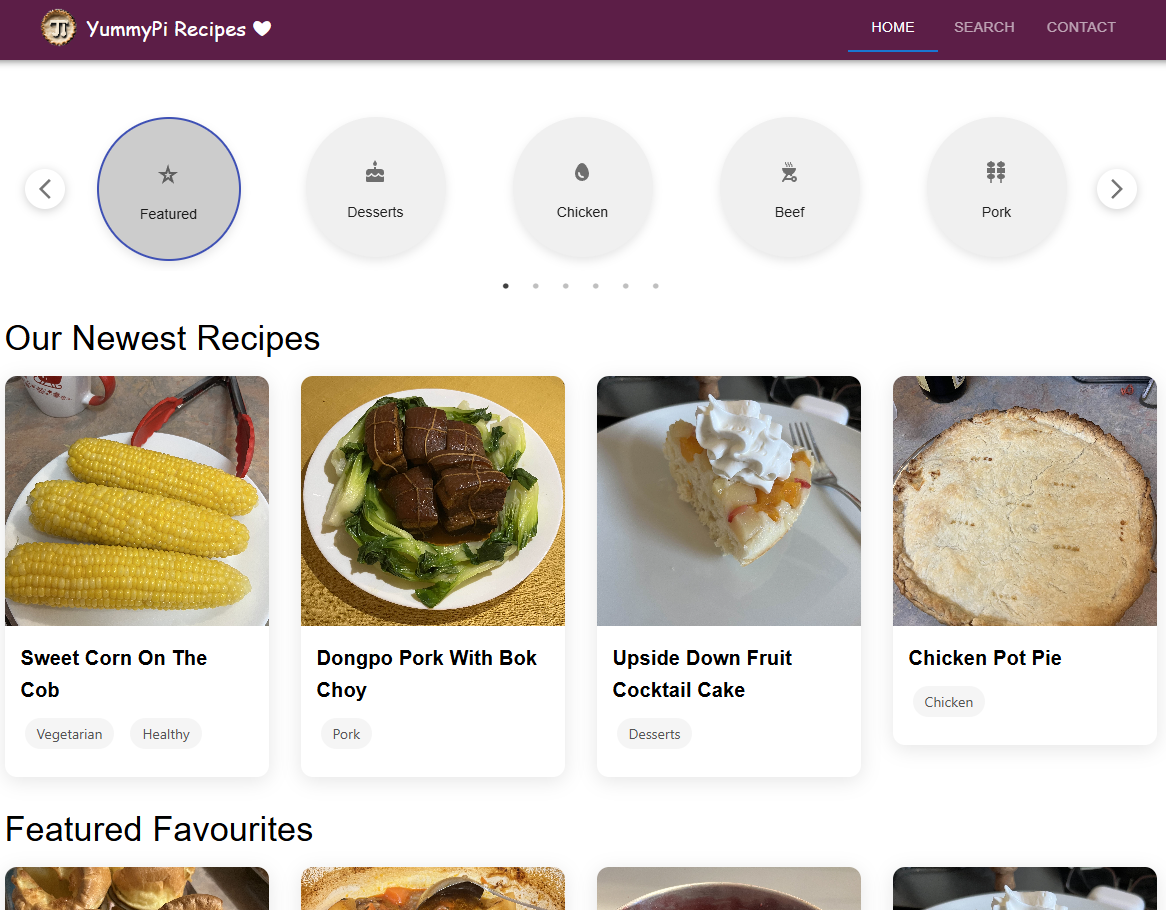 YummyPi Recipes
HOME SEARCH CONTACT
Featured Desserts Chicken Beef Pork
Our Newest Recipes
Sweet Corn On The
Cob
Vegetarian Healthy
Dongpo Pork With Bok
Choy
Pork
Upside Down Fruit
Cocktail Cake
Desserts
Chicken Pot Pie
Chicken
Featured Favourites